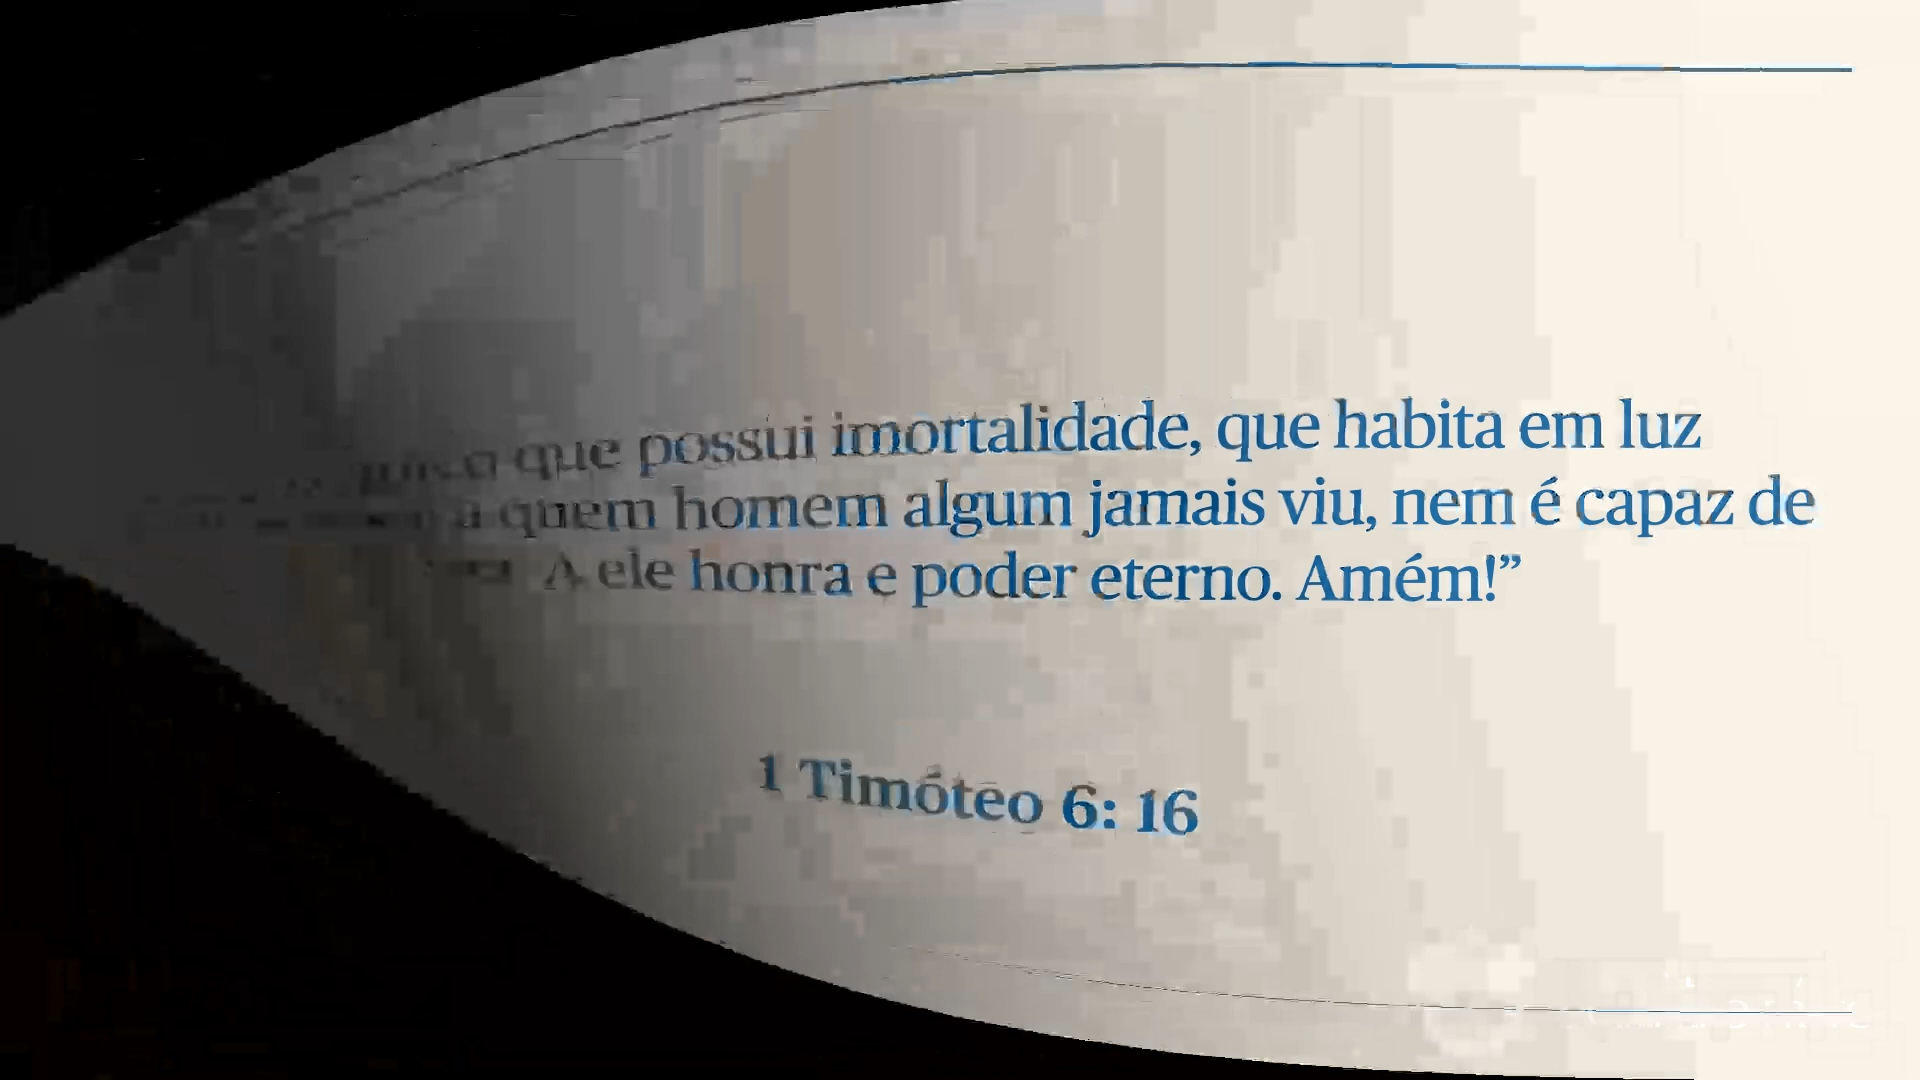 que possui imortalidade, que habita em luz
a quem homem algum jamais viu, nem é capaz de
A ele honra e poder eterno. Amém!”
1 Timóteo 6: 16